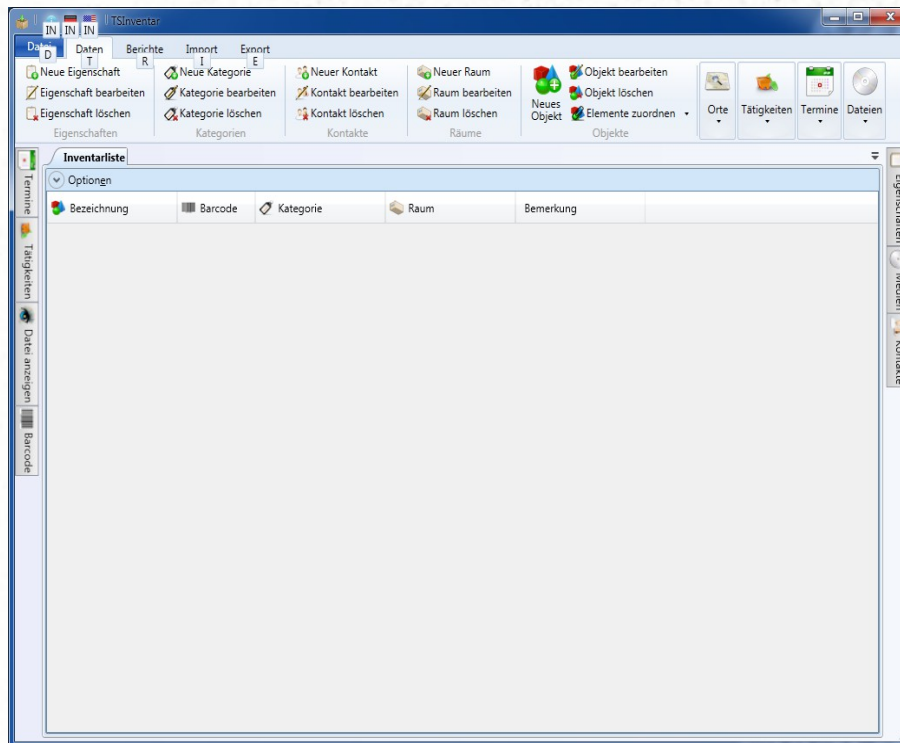 TSInventar
IN IN IN
Datei Daten Berichte Import Export
D T R I E
Neue Eigenschaft
Eigenschaft bearbeiten
Eigenschaft löschen
Eigenschaften
Neue Kategorie
Kategorie bearbeiten
Kategorie löschen
Kategorien
Neuer Kontakt
Kontakt bearbeiten
Kontakt löschen
Kontakte
Neuer Raum
Raum bearbeiten
Raum löschen
Räume
Neues
Objekt
Objekt bearbeiten
Objekt löschen
Elemente zuordnen
Objekte
Orte
Tätigkeiten
Termine
Dateien
Inventarliste
Optionen
Bezeichnung Barcode Kategorie Raum Bemerkung
Termine
Tätigkeiten
Datei anzeigen
Barcode
Eigenschaften
Medien
Kontakte